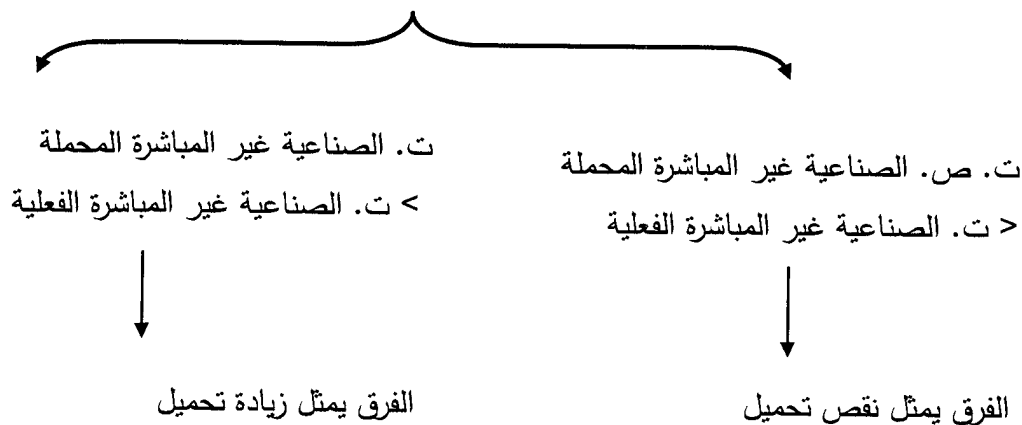 ت. ص. الصناعية غير المباشرة المحملة
< ت. الصناعية غير المباشرة الفعلية
الفرق يمثل نقص تحميل
ت. الصناعية غير المباشرة المحملة
> ت. الصناعية غير المباشرة الفعلية
الفرق يمثل زيادة تحميل